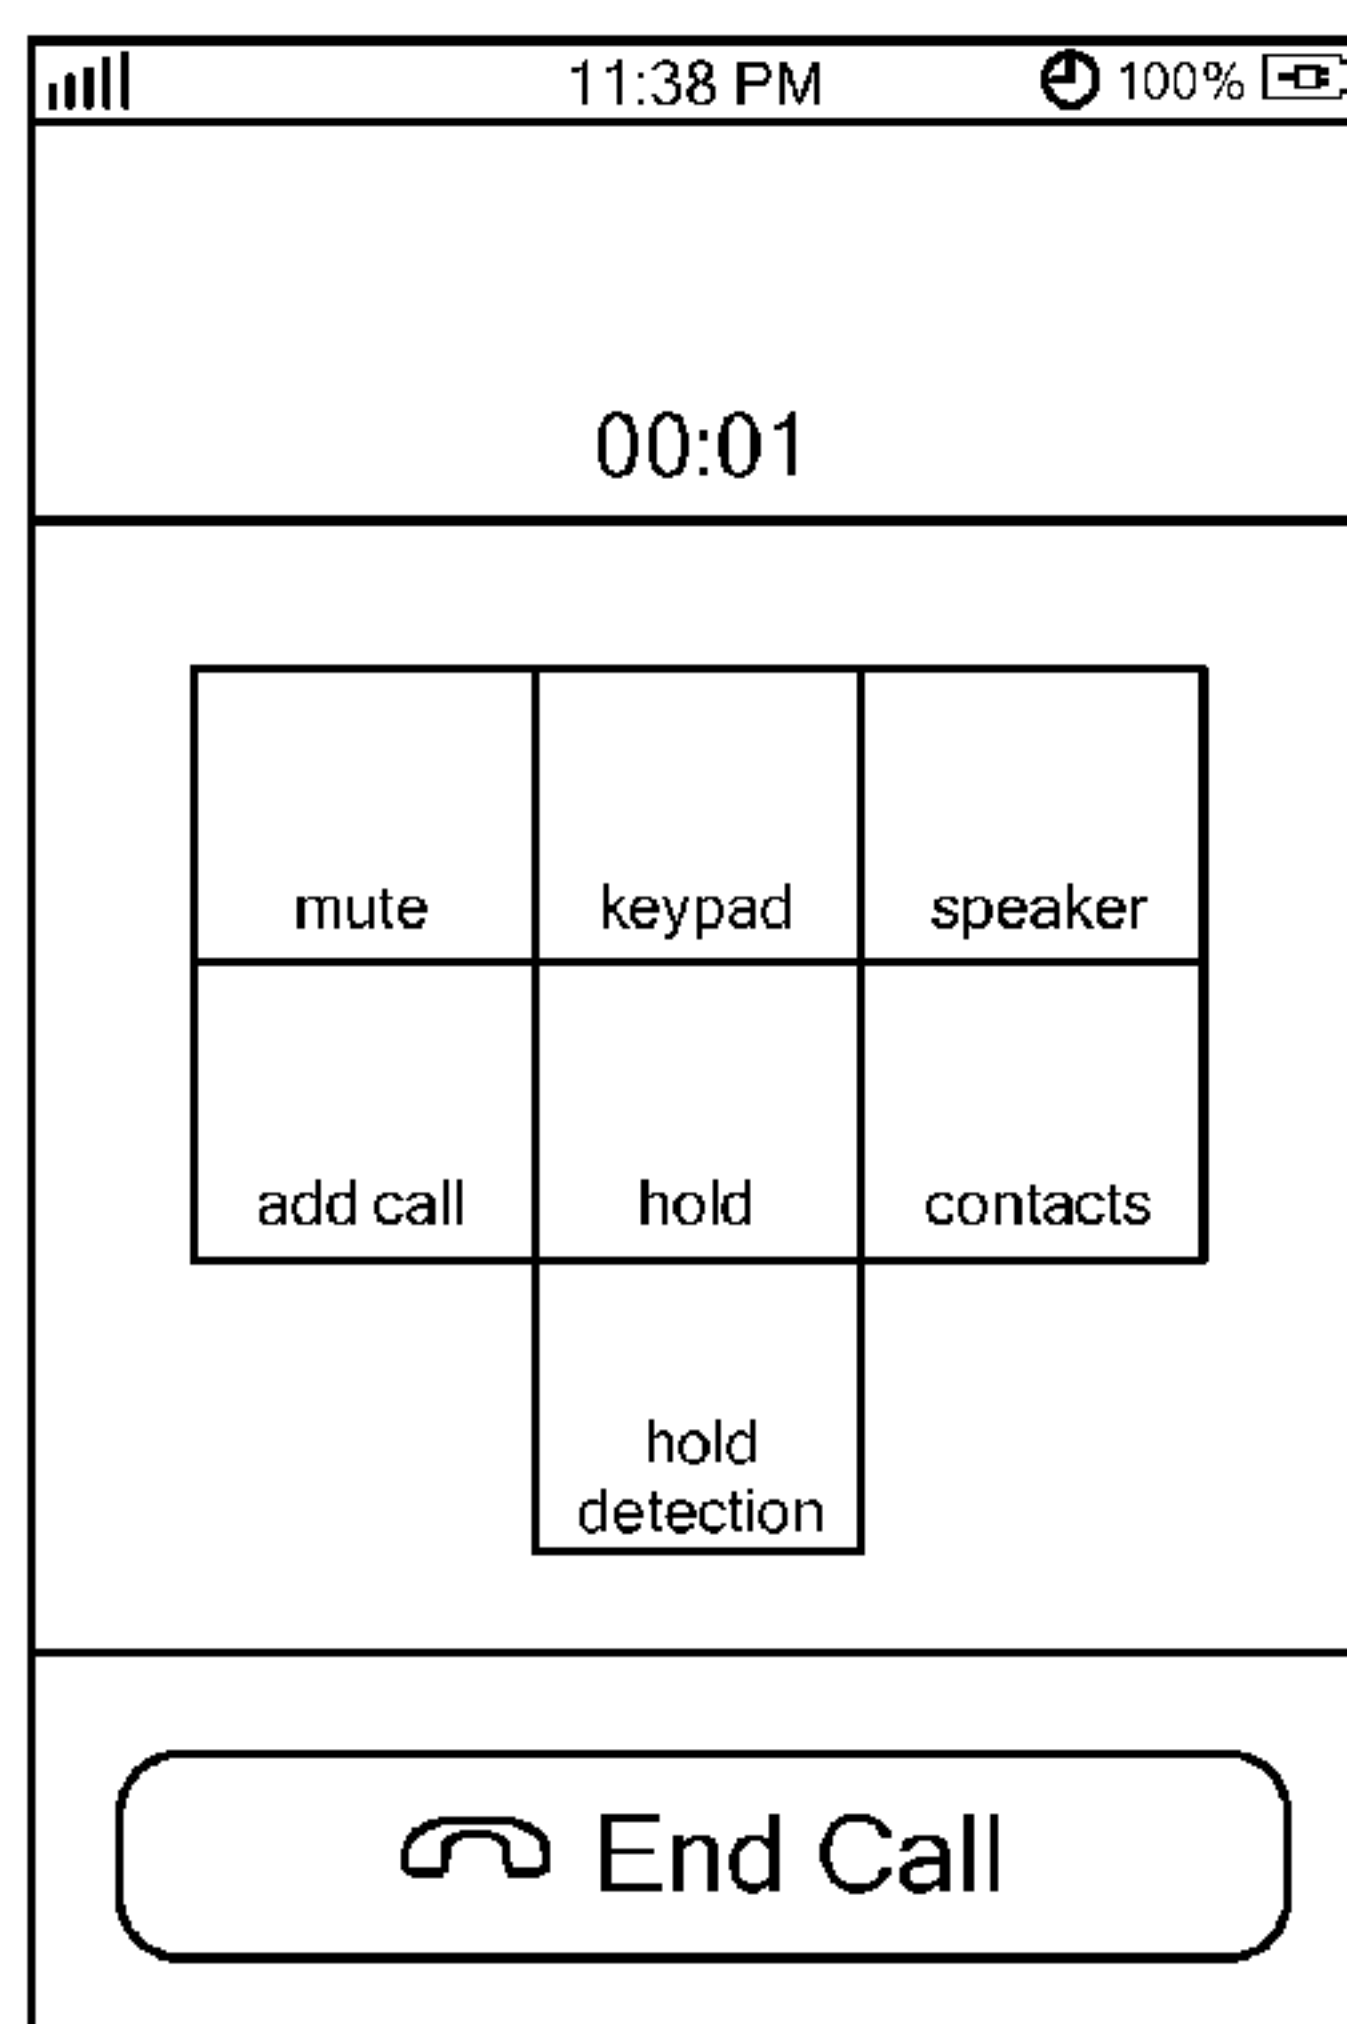 11:38 PM 100%
00:01
mute keypad speaker
add call hold contacts
hold
detection
End Call